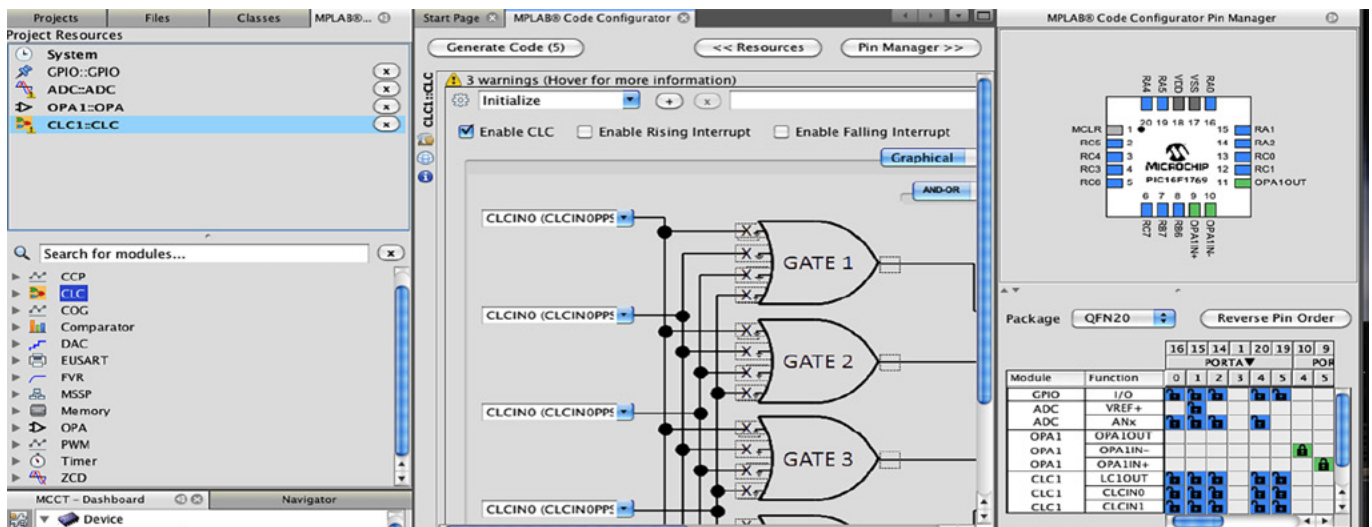 Projects Files Classes MPLAB®...
Project Resources
System
GPIO::GPIO x
ADC::ADC x
OPA1::OPA x
CLC1::CLC x
Search for modules... x
CCP
CLC
COG
Comparator
DAC
EUSART
FVR
MSSP
Memory
OPA
PWM
Timer
ZCD
MCCT - Dashboard Navigator
Device
Start Page MPLAB® Code Configurator
Generate Code (5) << Resources Pin Manager >>
CLC1::CLC
3 warnings (Hover for more information)
Initialize + x
Enable CLC Enable Rising Interrupt Enable Falling Interrupt
Graphical
AND-OR
CLCIN0 (CLCIN0PPS
GATE 1
CLCIN0 (CLCIN0PPS
GATE 2
CLCIN0 (CLCIN0PPS
GATE 3
CLCIN0 (CLCIN0PPS
MPLAB® Code Configurator Pin Manager
RA4 RA5 VDD VSS RA0
20 19 18 17 16
MCLR 1 15 RA1
RC5 2 14 RA2
RC4 3 13 RC0
RC3 4 MICROCHIP 12 RC1
RC6 5 PIC16F1769 11 OPA1OUT
6 7 8 9 10
RC7 RB7 RB6 OPA1IN+ OPA1IN-
Package QFN20 Reverse Pin Order
16 15 14 1 20 19 10 9
PORTA▼ POR
Module Function 0 1 2 3 4 5 4 5
GPIO I/O
ADC VREF+
ADC ANx
OPA1 OPA1OUT
OPA1 OPA1IN-
OPA1 OPA1IN+
CLC1 LC1OUT
CLC1 CLCIN0
CLC1 CLCIN1